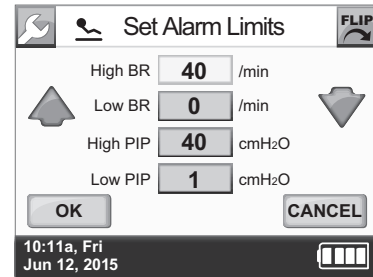 Set Alarm Limits
FLIP
High BR 40 /min
Low BR 0 /min
High PIP 40 cmH2O
Low PIP 1 cmH2O
OK CANCEL
10:11a, Fri
Jun 12, 2015